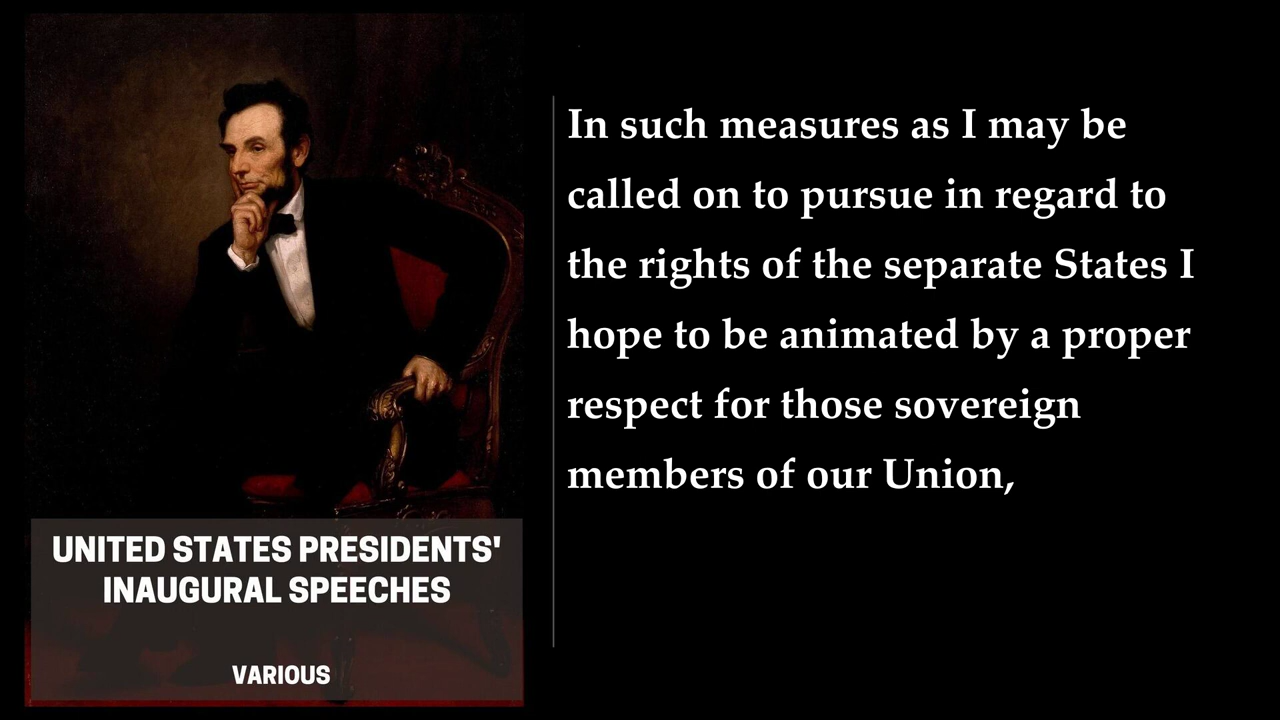 In such measures as I may be
called on to pursue in regard to
the rights of the separate States I
hope to be animated by a proper
respect for those sovereign
members of our Union,
UNITED STATES PRESIDENTS'
INAUGURAL SPEECHES
VARIOUS